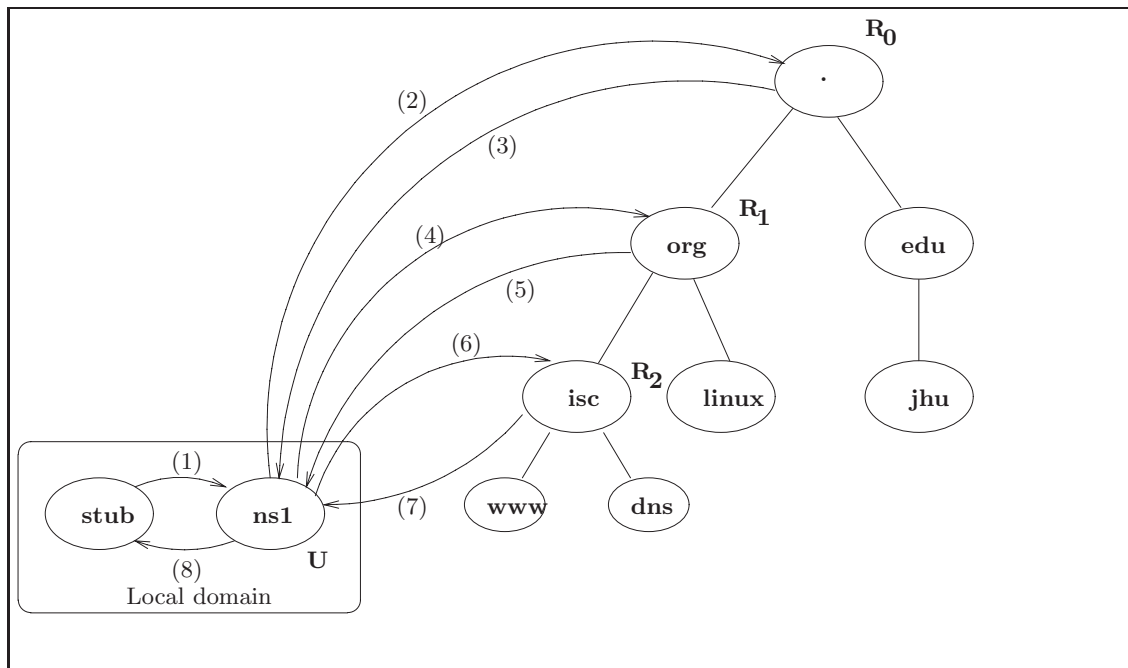 R0
.
(2)
(3)
R1
(4)
org
edu
(5)
(6)
R2
isc
linux
jhu
(1)
(7)
www
dns
stub
ns1
U
(8)
Local domain